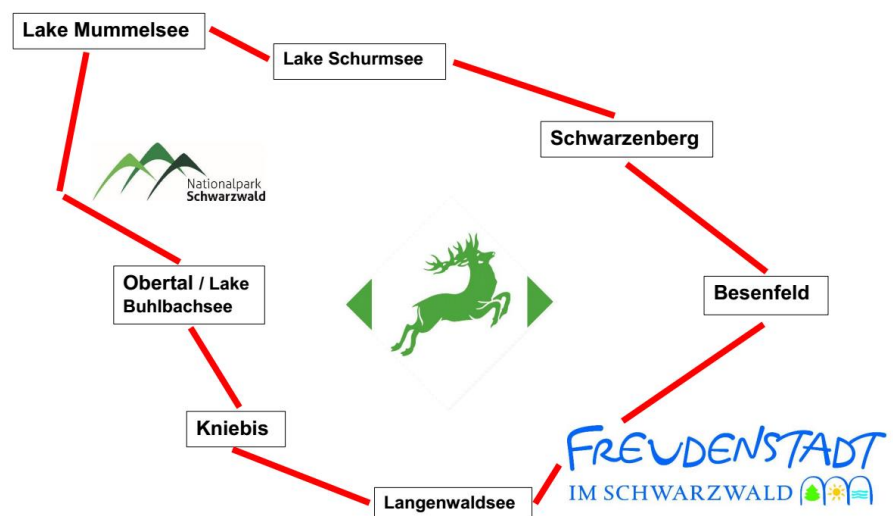 Lake Mummelsee
Lake Schurmsee
Schwarzenberg
Nationalpark
Schwarzwald
Obertal / Lake
Buhlbachsee
Besenfeld
Kniebis
FREUDENSTADT
IM SCHWARZWALD
Langenwaldsee